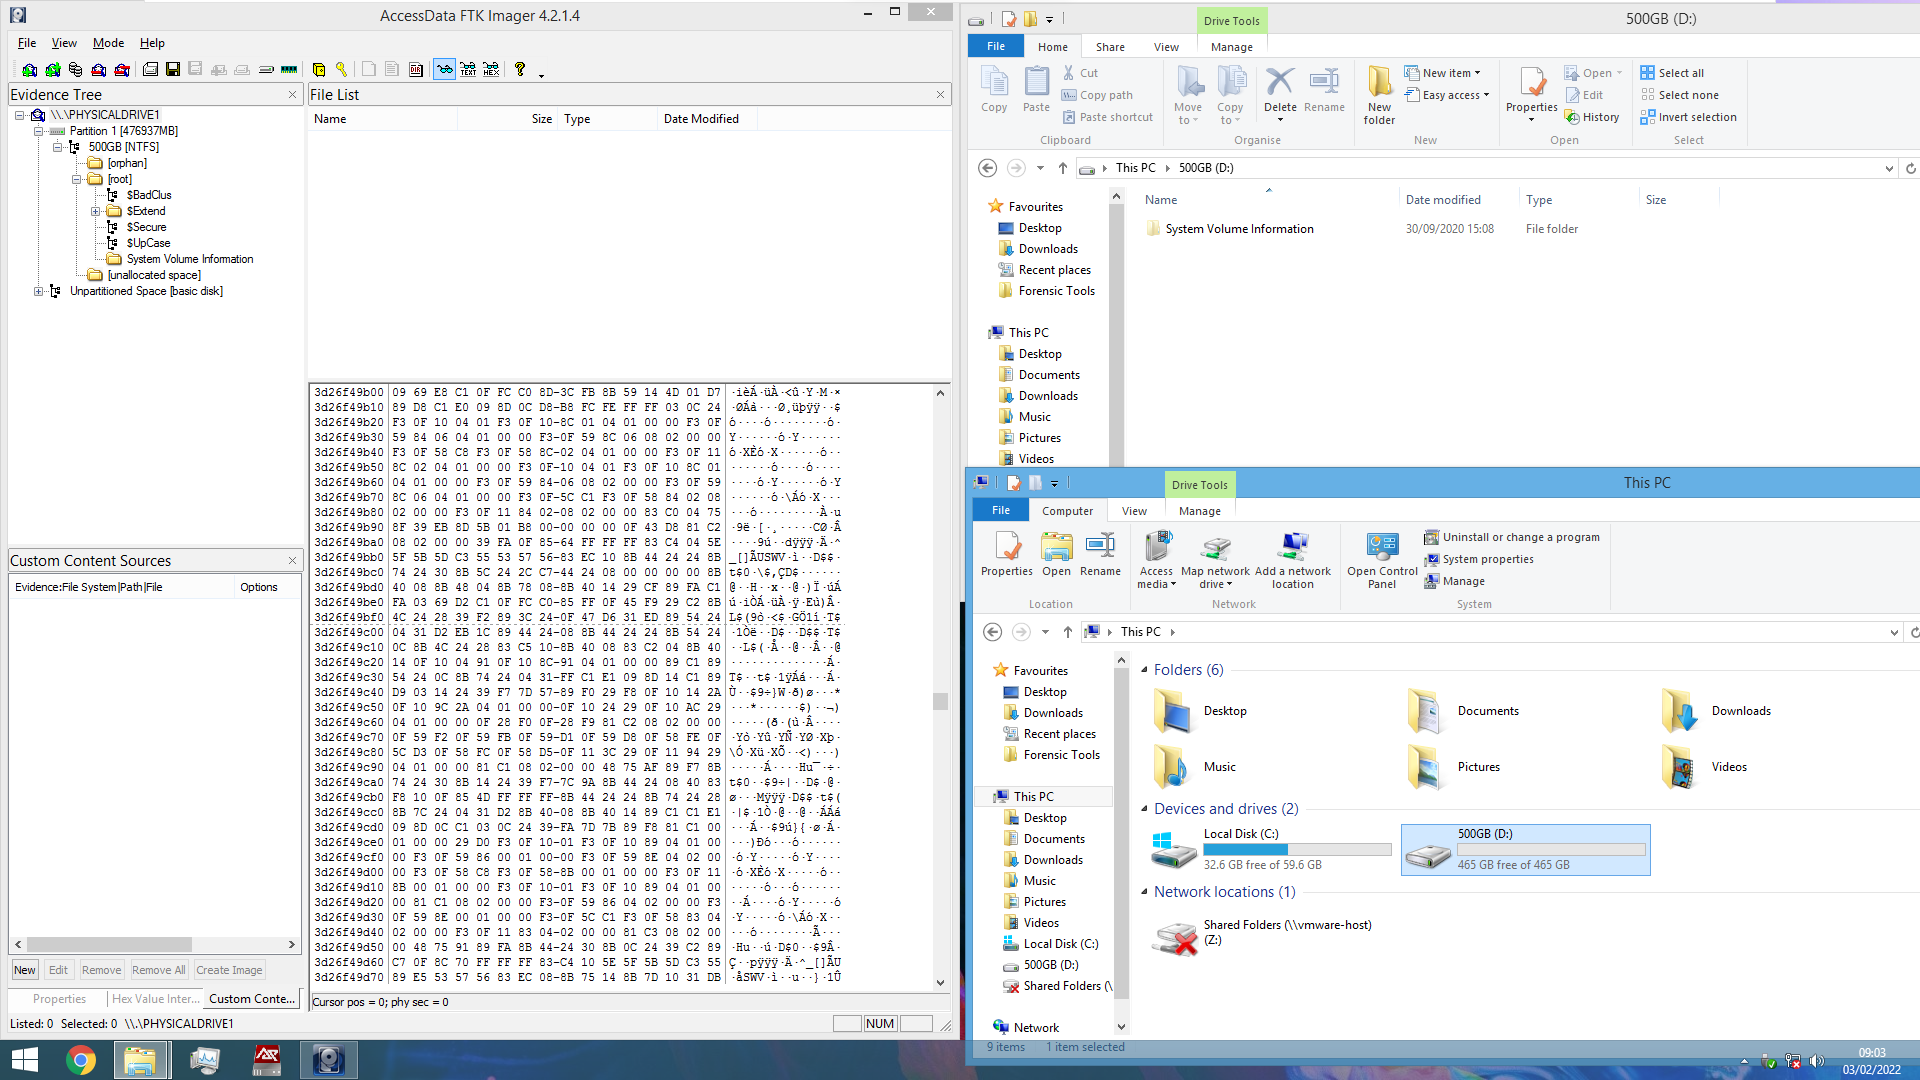 AccessData FTK Imager 4.2.1.4
File View Mode Help
Evidence Tree
\\.\PHYSICALDRIVE1
Partition 1 [476937MB]
500GB [NTFS]
[orphan]
[root]
$BadClus
$Extend
$Secure
$UpCase
System Volume Information
[unallocated space]
Unpartitioned Space [basic disk]
Custom Content Sources
Evidence:File System|Path|File Options
New Edit Remove Remove All Create Image
Properties Hex Value Inter... Custom Conte...
Listed: 0 Selected: 0 \\.\PHYSICALDRIVE1
NUM
File List
Name Size Type Date Modified
3d26f49b00 09 69 E8 C1 0F FC C0 8D-3C FB 8B 59 14 4D 01 D7
3d26f49b10 89 D8 C1 E0 09 8D 0C D8-B8 FC FE FF FF 03 0C 24
3d26f49b20 F3 0F 10 04 01 F3 0F 10-8C 01 04 01 00 00 F3 0F
3d26f49b30 59 84 06 04 01 00 00 F3-0F 59 8C 06 08 02 00 00
3d26f49b40 F3 0F 58 C8 F3 0F 58 8C-02 04 01 00 00 F3 0F 11
3d26f49b50 8C 02 04 01 00 00 F3 0F-10 04 01 F3 0F 10 8C 01
3d26f49b60 04 01 00 00 F3 0F 59 84-06 08 02 00 00 F3 0F 59
3d26f49b70 8C 06 04 01 00 00 F3 0F-5C C1 F3 0F 58 84 02 08
3d26f49b80 02 00 00 F3 0F 11 84 02-08 02 00 00 83 C0 04 75
3d26f49b90 8F 39 EB 8D 5B 01 B8 00-00 00 00 0F 43 D8 81 C2
3d26f49ba0 08 02 00 00 39 FA 0F 85-64 FF FF FF 83 C4 04 5E
3d26f49bb0 5F 5B 5D C3 55 53 57 56-83 EC 10 8B 44 24 24 8B
3d26f49bc0 74 24 30 8B 5C 24 2C C7-44 24 08 00 00 00 00 8B
3d26f49bd0 40 08 8B 48 04 8B 78 08-8B 40 14 29 CF 89 FA C1
3d26f49be0 FA 03 69 D2 C1 0F FC C0-85 FF 0F 45 F9 29 C2 8B
3d26f49bf0 4C 24 28 39 F2 89 3C 24-0F 47 D6 31 ED 89 54 24
3d26f49c00 04 31 D2 EB 1C 89 44 24-08 8B 44 24 24 8B 54 24
3d26f49c10 0C 8B 4C 24 28 83 C5 10-8B 40 08 83 C2 04 8B 40
3d26f49c20 14 0F 10 04 91 0F 10 8C-91 04 01 00 00 89 C1 89
3d26f49c30 54 24 0C 8B 74 24 04 31-FF C1 E1 09 8D 14 C1 89
3d26f49c40 D9 03 14 24 39 F7 7D 57-89 F0 29 F8 0F 10 14 2A
3d26f49c50 0F 10 9C 2A 04 01 00 00-0F 10 24 29 0F 10 AC 29
3d26f49c60 04 01 00 00 0F 28 F0 0F-28 F9 81 C2 08 02 00 00
3d26f49c70 0F 59 F2 0F 59 FB 0F 59-D1 0F 59 D8 0F 58 FE 0F
3d26f49c80 5C D3 0F 58 FC 0F 58 D5-0F 11 3C 29 0F 11 94 29
3d26f49c90 04 01 00 00 81 C1 08 02-00 00 48 75 AF 89 F7 8B
3d26f49ca0 74 24 30 8B 14 24 39 F7-7C 9A 8B 44 24 08 40 83
3d26f49cb0 F8 10 0F 85 4D FF FF FF-8B 44 24 24 8B 74 24 28
3d26f49cc0 8B 7C 24 04 31 D2 8B 40-08 8B 40 14 89 C1 C1 E1
3d26f49cd0 09 8D 0C C1 03 0C 24 39-FA 7D 7B 89 F8 81 C1 00
3d26f49ce0 01 00 00 29 D0 F3 0F 10-01 F3 0F 10 89 04 01 00
3d26f49cf0 00 F3 0F 59 86 00 01 00-00 F3 0F 59 8E 04 02 00
3d26f49d00 00 F3 0F 58 C8 F3 0F 58-8B 00 01 00 00 F3 0F 11
3d26f49d10 8B 00 01 00 00 F3 0F 10-01 F3 0F 10 89 04 01 00
3d26f49d20 00 81 C1 08 02 00 00 F3-0F 59 86 04 02 00 00 F3
3d26f49d30 0F 59 8E 00 01 00 00 F3-0F 5C C1 F3 0F 58 83 04
3d26f49d40 02 00 00 F3 0F 11 83 04-02 00 00 81 C3 08 02 00
3d26f49d50 00 48 75 91 89 FA 8B 44-24 30 8B 0C 24 39 C2 89
3d26f49d60 C7 0F 8C 70 FF FF FF 83-C4 10 5E 5F 5B 5D C3 55
3d26f49d70 89 E5 53 57 56 83 EC 08-8B 75 14 8B 7D 10 31 DB
Cursor pos = 0; phy sec = 0
Drive Tools
500GB (D:)
File Home Share View Manage
Copy Paste Cut Copy path Paste shortcut
Clipboard
Move to Copy to Delete Rename
Organise
New folder New item Easy access
New
Properties Open Edit History
Open
Select all Select none Invert selection
Select
This PC 500GB (D:)
Name Date modified Type Size
System Volume Information 30/09/2020 15:08 File folder
Favourites
Desktop
Downloads
Recent places
Forensic Tools
This PC
Desktop
Documents
Downloads
Music
Pictures
Videos
Drive Tools
This PC
File Computer View Manage
Properties Open Rename
Location
Access media Map network drive Add a network location
Network
Open Control Panel Uninstall or change a program System properties Manage
System
This PC
Favourites
Desktop
Downloads
Recent places
Forensic Tools
This PC
Desktop
Documents
Downloads
Music
Pictures
Videos
Local Disk (C:)
500GB (D:)
Shared Folders (\
Network
Folders (6)
Desktop Documents Downloads
Music Pictures Videos
Devices and drives (2)
Local Disk (C:)
32.6 GB free of 59.6 GB
500GB (D:)
465 GB free of 465 GB
Network locations (1)
Shared Folders (\\vmware-host)
(Z:)
9 items 1 item selected
09:03
03/02/2022